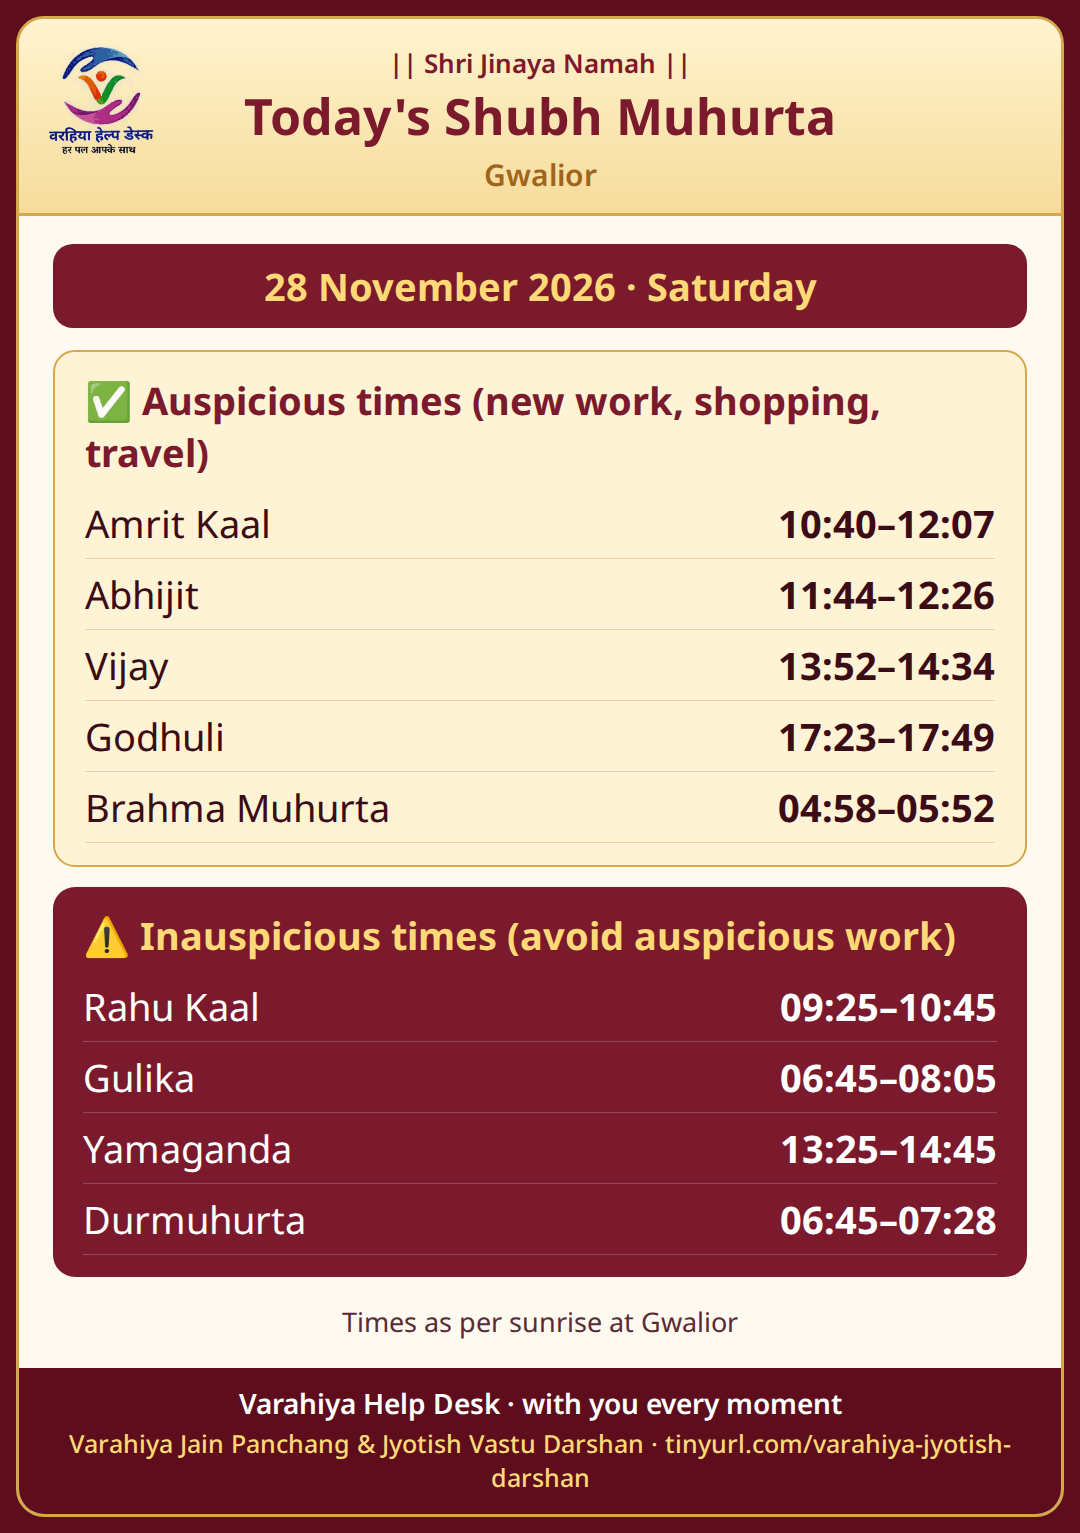 वरहिया हेल्प डेस्क
हर पल आपके साथ
|| Shri Jinaya Namah ||
Today's Shubh Muhurta
Gwalior
28 November 2026 · Saturday
✅ Auspicious times (new work, shopping,
travel)
Amrit Kaal 10:40–12:07
Abhijit 11:44–12:26
Vijay 13:52–14:34
Godhuli 17:23–17:49
Brahma Muhurta 04:58–05:52
⚠️ Inauspicious times (avoid auspicious work)
Rahu Kaal 09:25–10:45
Gulika 06:45–08:05
Yamaganda 13:25–14:45
Durmuhurta 06:45–07:28
Times as per sunrise at Gwalior
Varahiya Help Desk · with you every moment
Varahiya Jain Panchang & Jyotish Vastu Darshan · tinyurl.com/varahiya-jyotish-
darshan